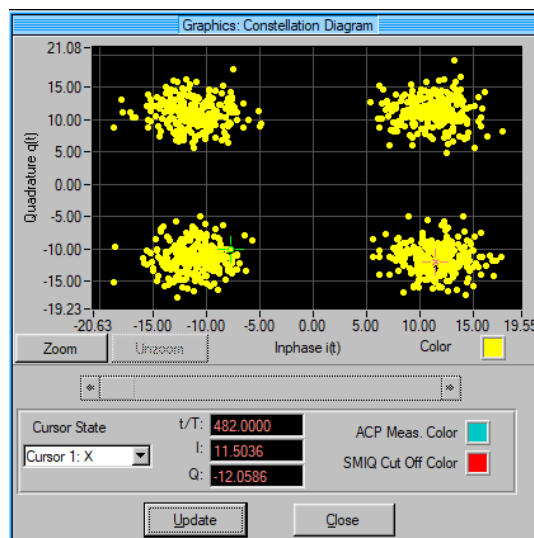 Graphics: Constellation Diagram
21.08
15.00
10.00
5.00
0.00
-5.00
-10.00
-15.00
-19.23
Quadrature q(t)
-20.63 -15.00 -10.00 -5.00 0.00 5.00 10.00 15.00 19.55
Zoom Unzoom Inphase i(t) Color
Cursor State
Cursor 1: X
t/T: 482.0000
I: 11.5036
Q: -12.0586
ACP Meas. Color
SMIQ Cut Off Color
Update Close